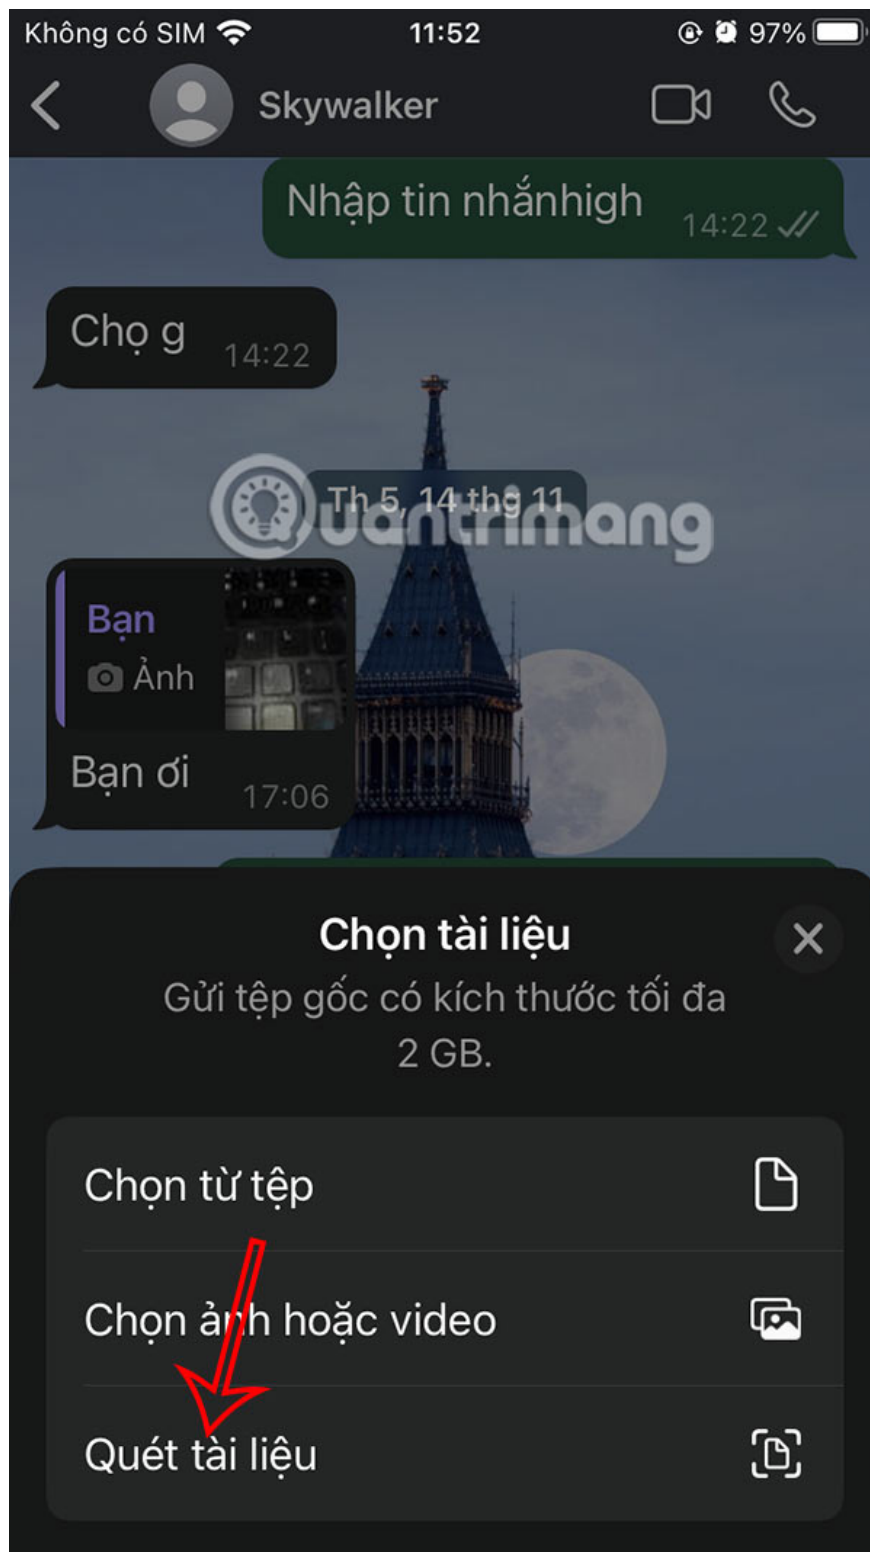 Không có SIM 11:52 97%
Skywalker
Nhập tin nhắnhigh 14:22
Chọ g 14:22
Th 5, 14 thg 11
Quantrimang
Bạn
Ảnh
Bạn ơi 17:06
Chọn tài liệu
Gửi tệp gốc có kích thước tối đa
2 GB.
Chọn từ tệp
Chọn ảnh hoặc video
Quét tài liệu